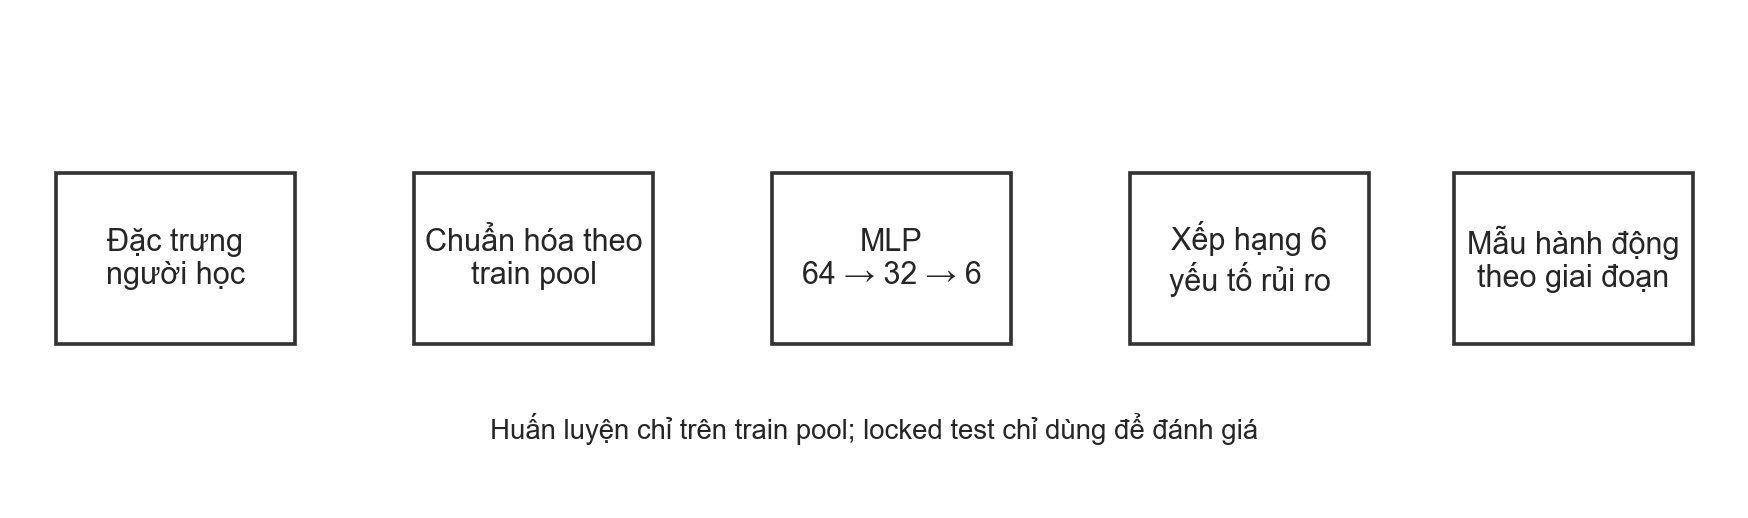 Đặc trưng
người học
Chuẩn hóa theo
train pool
MLP
64 → 32 → 6
Xếp hạng 6
yếu tố rủi ro
Mẫu hành động
theo giai đoạn
Huấn luyện chỉ trên train pool; locked test chỉ dùng để đánh giá